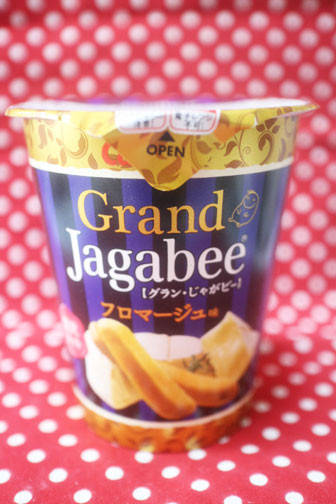 OPEN
Grand
Jagabee®
【グラン・じゃがビー】
フロマージュ味